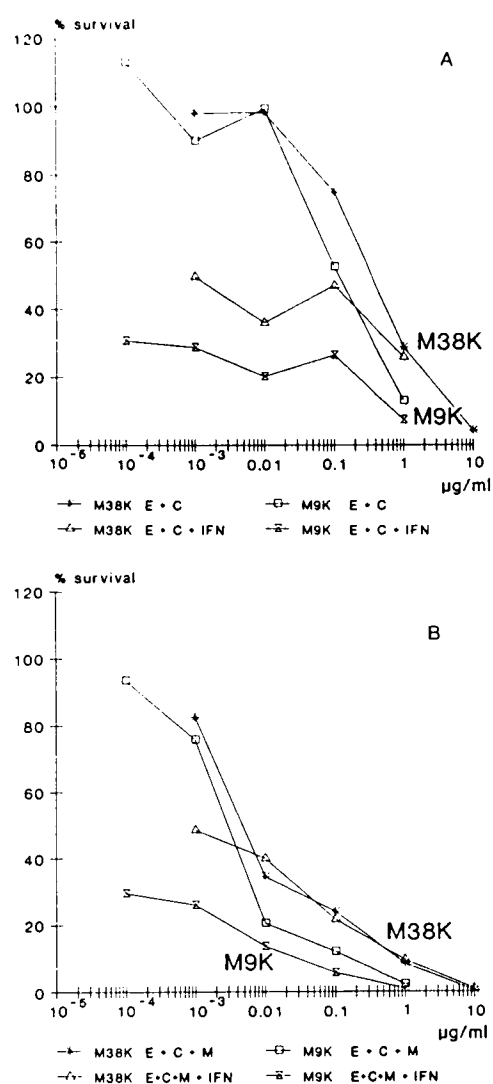 % survival
A
120
100
80
60
40
20
0
M38K
M9K
10⁻⁵ 10⁻⁴ 10⁻³ 0.01 0.1 1 10
µg/ml
M38K E + C M9K E + C
M38K E + C + IFN M9K E + C + IFN
% survival
B
120
100
80
60
40
20
0
M38K
M9K
10⁻⁵ 10⁻⁴ 10⁻³ 0.01 0.1 1 10
µg/ml
M38K E + C + M M9K E + C + M
M38K E+C+M + IFN M9K E+C+M + IFN